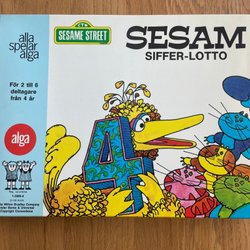 alla
spelar
alga
För 2 till 6
deltagare
från 4 år
alga
SESAME STREET
SESAM
SIFFER-LOTTO
4